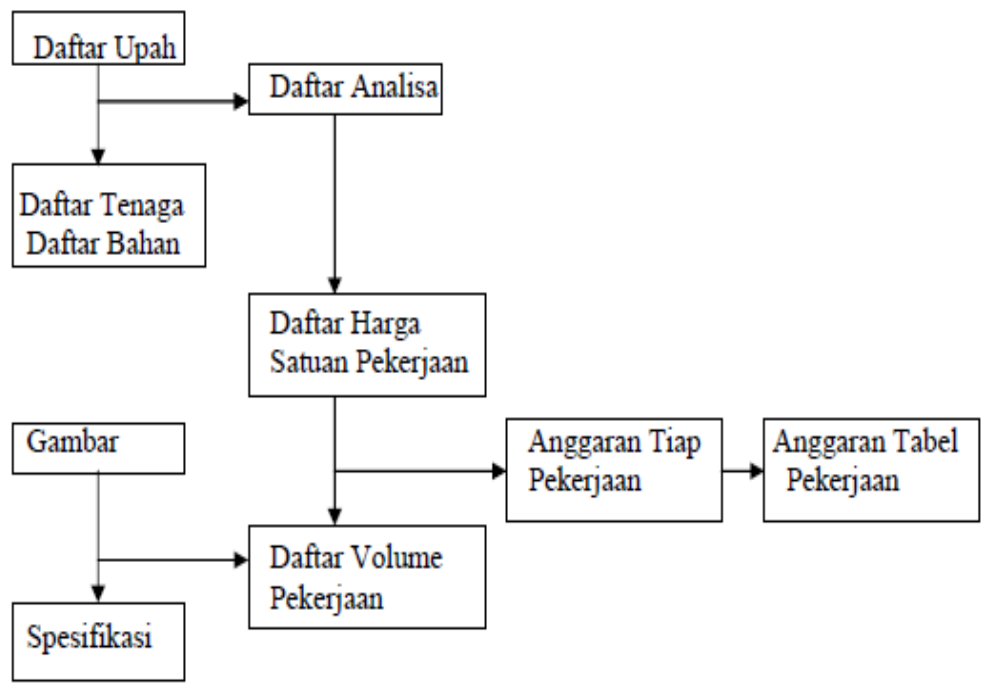 Daftar Upah
Daftar Analisa
Daftar Tenaga
Daftar Bahan
Daftar Harga
Satuan Pekerjaan
Gambar
Anggaran Tiap
Pekerjaan
Anggaran Tabel
Pekerjaan
Daftar Volume
Pekerjaan
Spesifikasi